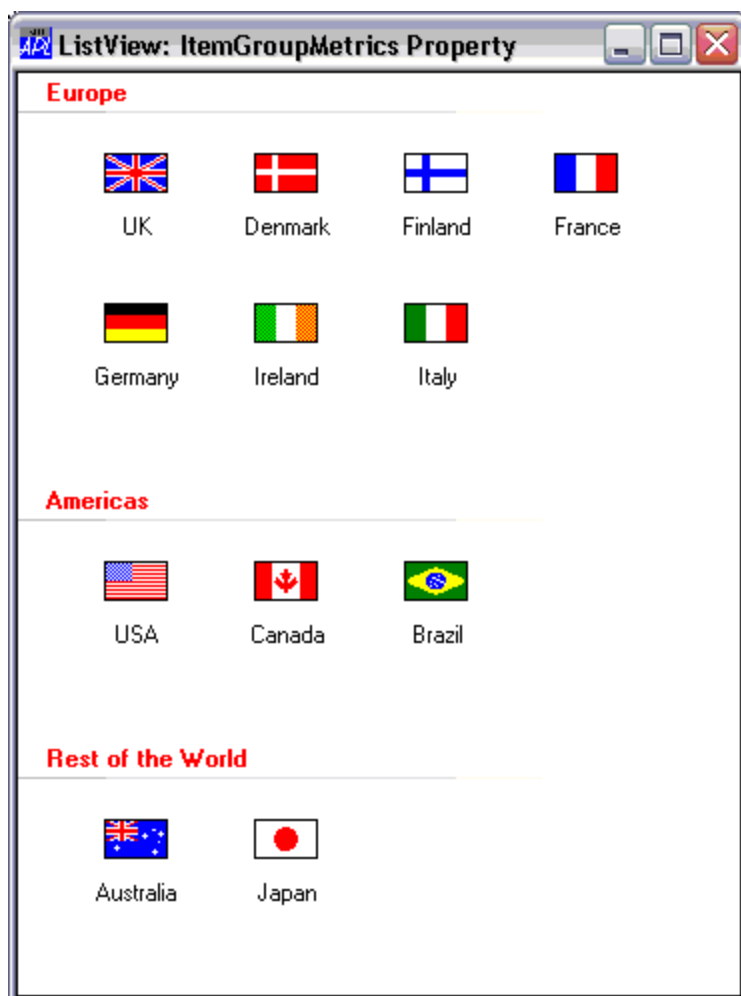 APL ListView: ItemGroupMetrics Property
Europe
UK Denmark Finland France
Germany Ireland Italy
Americas
USA Canada Brazil
Rest of the World
Australia Japan